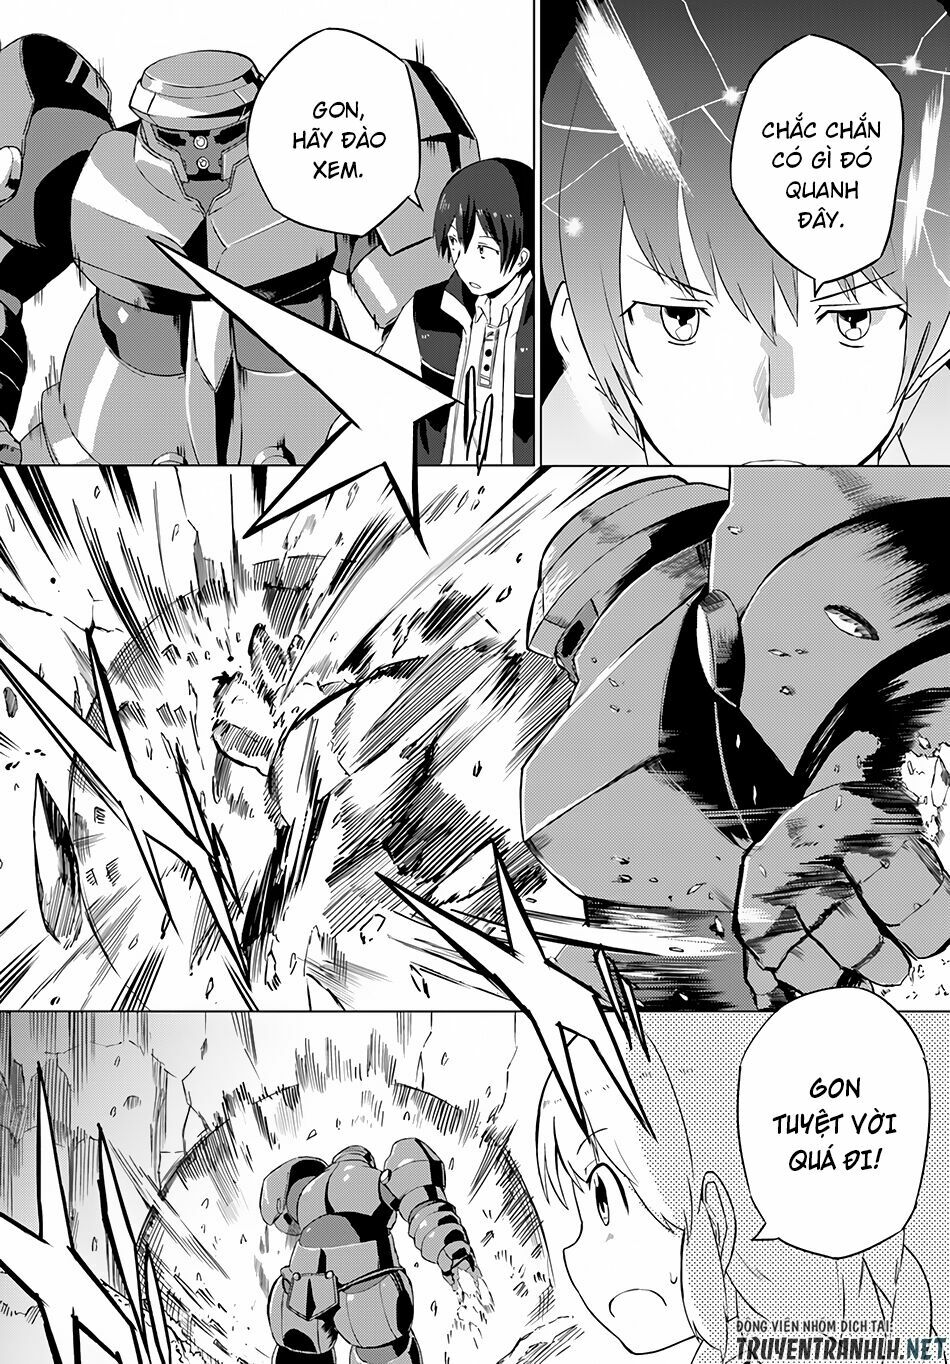 CHẮC CHẮN
CÓ GÌ ĐÓ
QUANH
ĐÂY.
GON,
HÃY ĐÀO
XEM.
GON
TUYỆT VỜI
QUÁ ĐI!
ĐỘNG VIÊN NHÓM DỊCH TẠI
TRUYENTRANHLH.NET